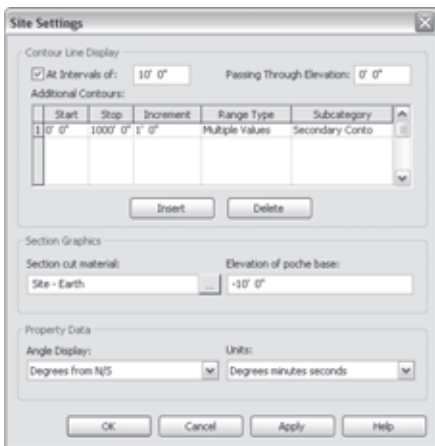 Site Settings
Contour Line Display
At Intervals of: 10' 0" Passing Through Elevation: 0' 0"
Additional Contours:
Start Stop Increment Range Type Subcategory
1 0' 0" 1000' 0" 1' 0" Multiple Values Secondary Conto
Insert Delete
Section Graphics
Section cut material: Elevation of poche base:
Site - Earth ... -10' 0"
Property Data
Angle Display: Units:
Degrees from N/S Degrees minutes seconds
OK Cancel Apply Help